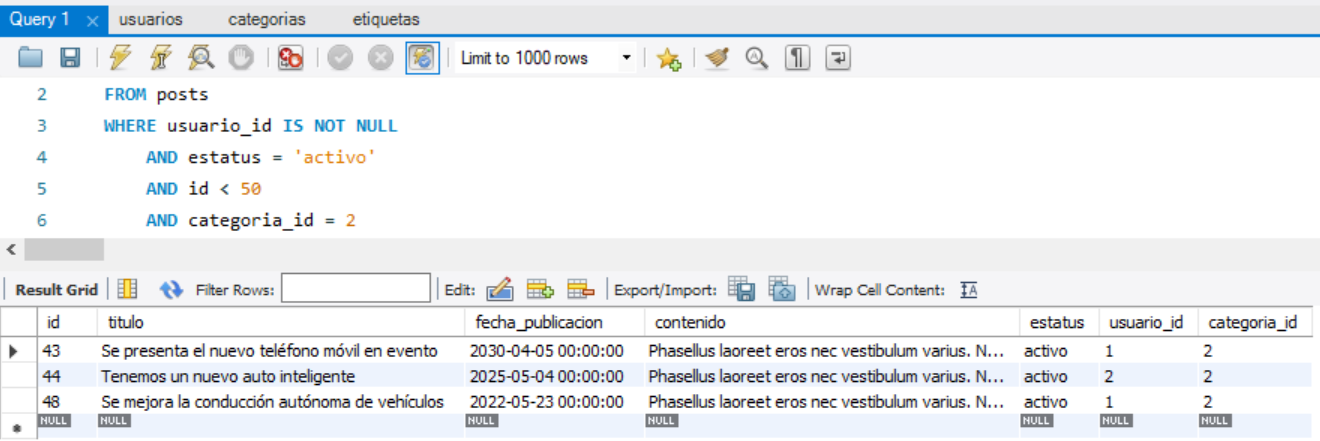 Query 1 usuarios categorias etiquetas
Limit to 1000 rows
2 FROM posts
3 WHERE usuario_id IS NOT NULL
4 AND estatus = 'activo'
5 AND id < 50
6 AND categoria_id = 2
Result Grid Filter Rows: Edit: Export/Import: Wrap Cell Content:
id titulo fecha_publicacion contenido estatus usuario_id categoria_id
43 Se presenta el nuevo teléfono móvil en evento 2030-04-05 00:00:00 Phasellus laoreet eros nec vestibulum varius. N... activo 1 2
44 Tenemos un nuevo auto inteligente 2025-05-04 00:00:00 Phasellus laoreet eros nec vestibulum varius. N... activo 2 2
48 Se mejora la conducción autónoma de vehículos 2022-05-23 00:00:00 Phasellus laoreet eros nec vestibulum varius. N... activo 1 2
NULL NULL NULL NULL NULL NULL NULL